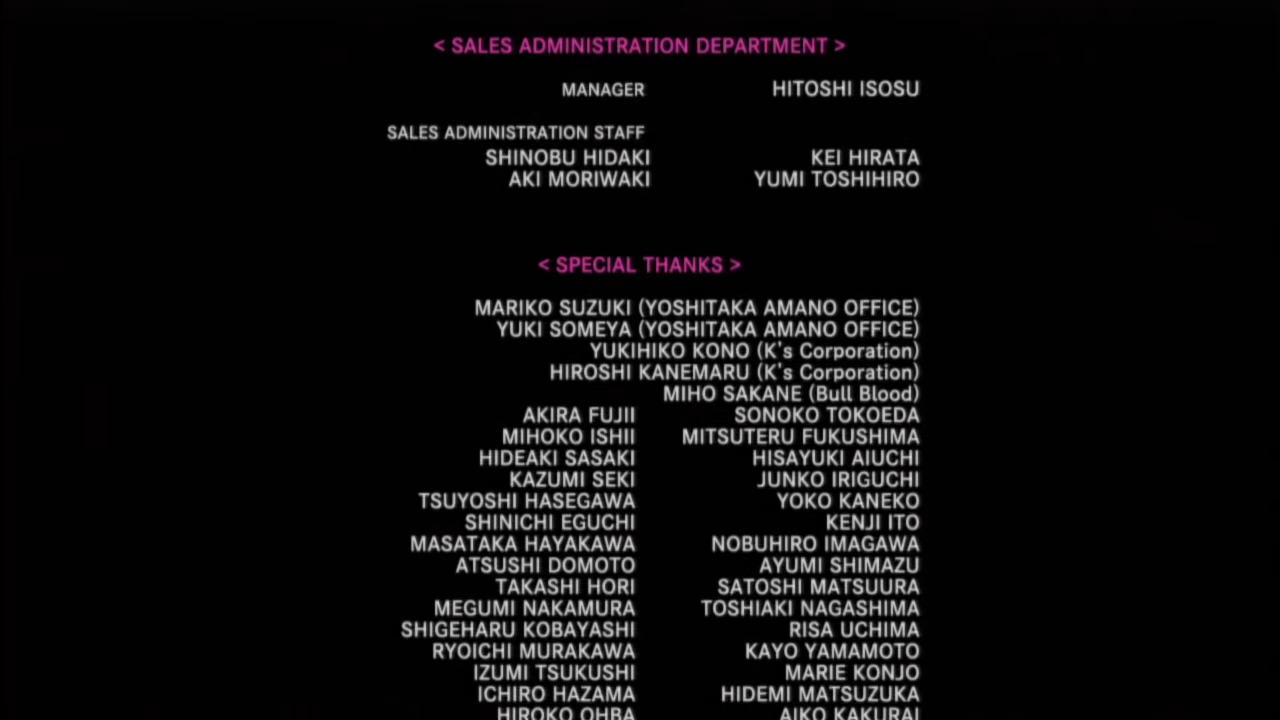 < SALES ADMINISTRATION DEPARTMENT >
MANAGER HITOSHI ISOSU
SALES ADMINISTRATION STAFF
SHINOBU HIDAKI KEI HIRATA
AKI MORIWAKI YUMI TOSHIHIRO
< SPECIAL THANKS >
MARIKO SUZUKI (YOSHITAKA AMANO OFFICE)
YUKI SOMEYA (YOSHITAKA AMANO OFFICE)
YUKIHIKO KONO (K's Corporation)
HIROSHI KANEMARU (K's Corporation)
MIHO SAKANE (Bull Blood)
AKIRA FUJII SONOKO TOKOEDA
MIHOKO ISHII MITSUTERU FUKUSHIMA
HIDEAKI SASAKI HISAYUKI AIUCHI
KAZUMI SEKI JUNKO IRIGUCHI
TSUYOSHI HASEGAWA YOKO KANEKO
SHINICHI EGUCHI KENJI ITO
MASATAKA HAYAKAWA NOBUHIRO IMAGAWA
ATSUSHI DOMOTO AYUMI SHIMAZU
TAKASHI HORI SATOSHI MATSUURA
MEGUMI NAKAMURA TOSHIAKI NAGASHIMA
SHIGEHARU KOBAYASHI RISA UCHIMA
RYOICHI MURAKAWA KAYO YAMAMOTO
IZUMI TSUKUSHI MARIE KONJO
ICHIRO HAZAMA HIDEMI MATSUZUKA
HIROKO OHBA AIKO KAKURAI